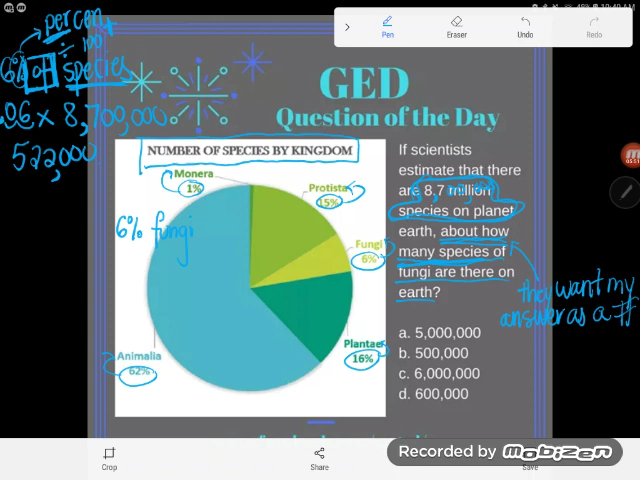 percent
÷ 100
6% of species
.06 x 8,700,000
522,000
Pen
Eraser
Undo
Redo
GED
Question of the Day
NUMBER OF SPECIES BY KINGDOM
Monera
1%
Protista
15%
Fungi
6%
Plantae
16%
Animalia
62%
6% fungi
If scientists
estimate that there
are 8.7 million
species on planet
earth, about how
many species of
fungi are there on
earth?
they want my
answer as a #
a. 5,000,000
b. 500,000
c. 6,000,000
d. 600,000
Crop
Share
Save
Recorded by Mobizen